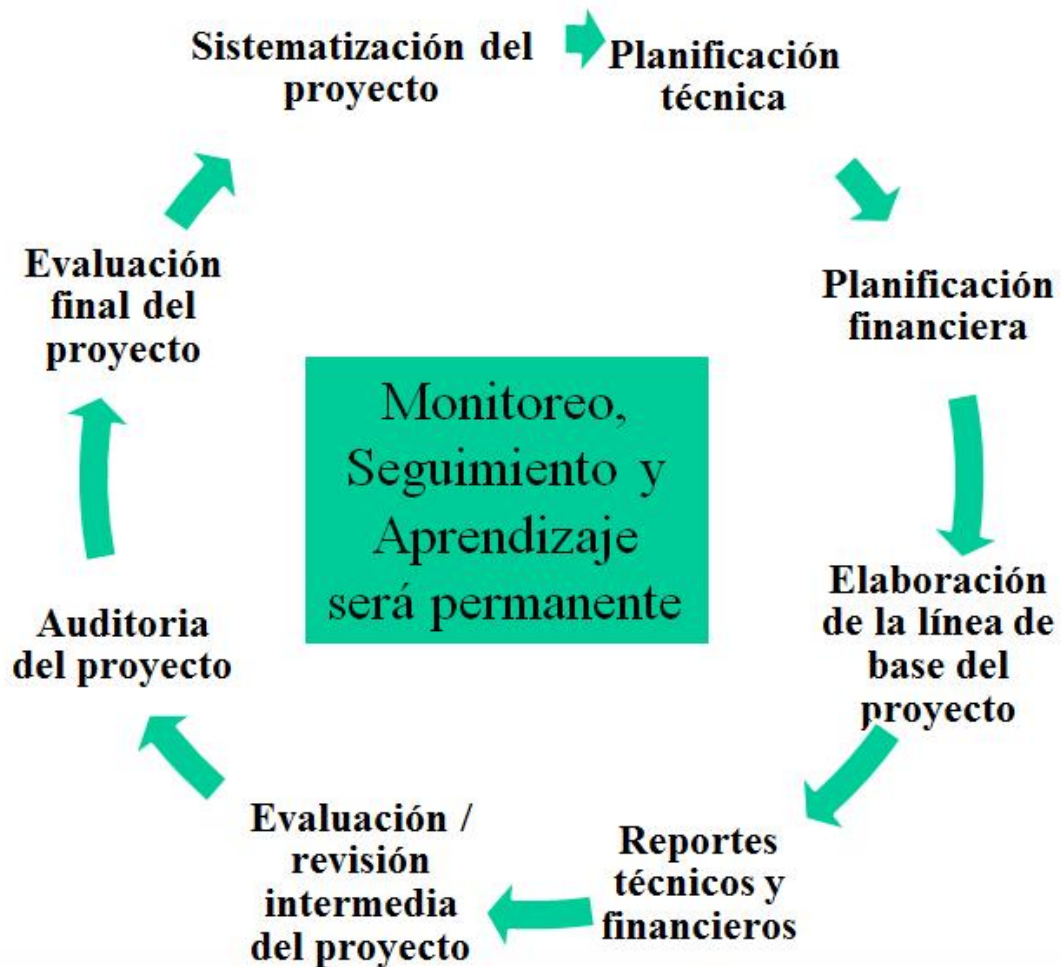 Sistematización del
proyecto
Planificación
técnica
Planificación
financiera
Elaboración
de la línea de
base del
proyecto
Reportes
técnicos y
financieros
Evaluación /
revisión
intermedia
del proyecto
Auditoria
del proyecto
Evaluación
final del
proyecto
Monitoreo,
Seguimiento y
Aprendizaje
será permanente